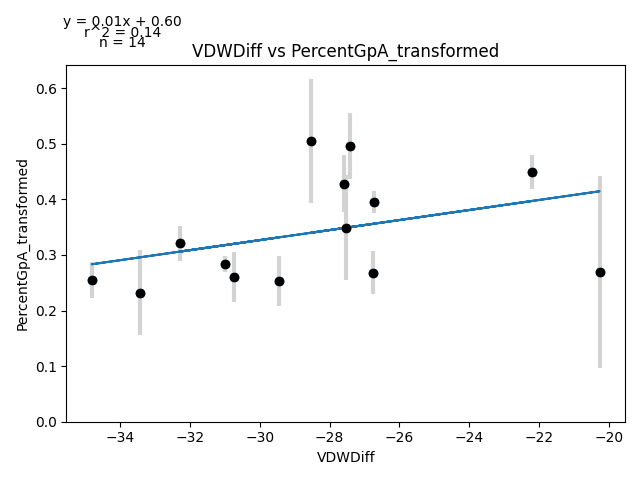 y = 0.01x + 0.60
r^2 = 0.14
n = 14
VDWDiff vs PercentGpA_transformed
PercentGpA_transformed
0.6
0.5
0.4
0.3
0.2
0.1
0.0
−34 −32 −30 −28 −26 −24 −22 −20
VDWDiff